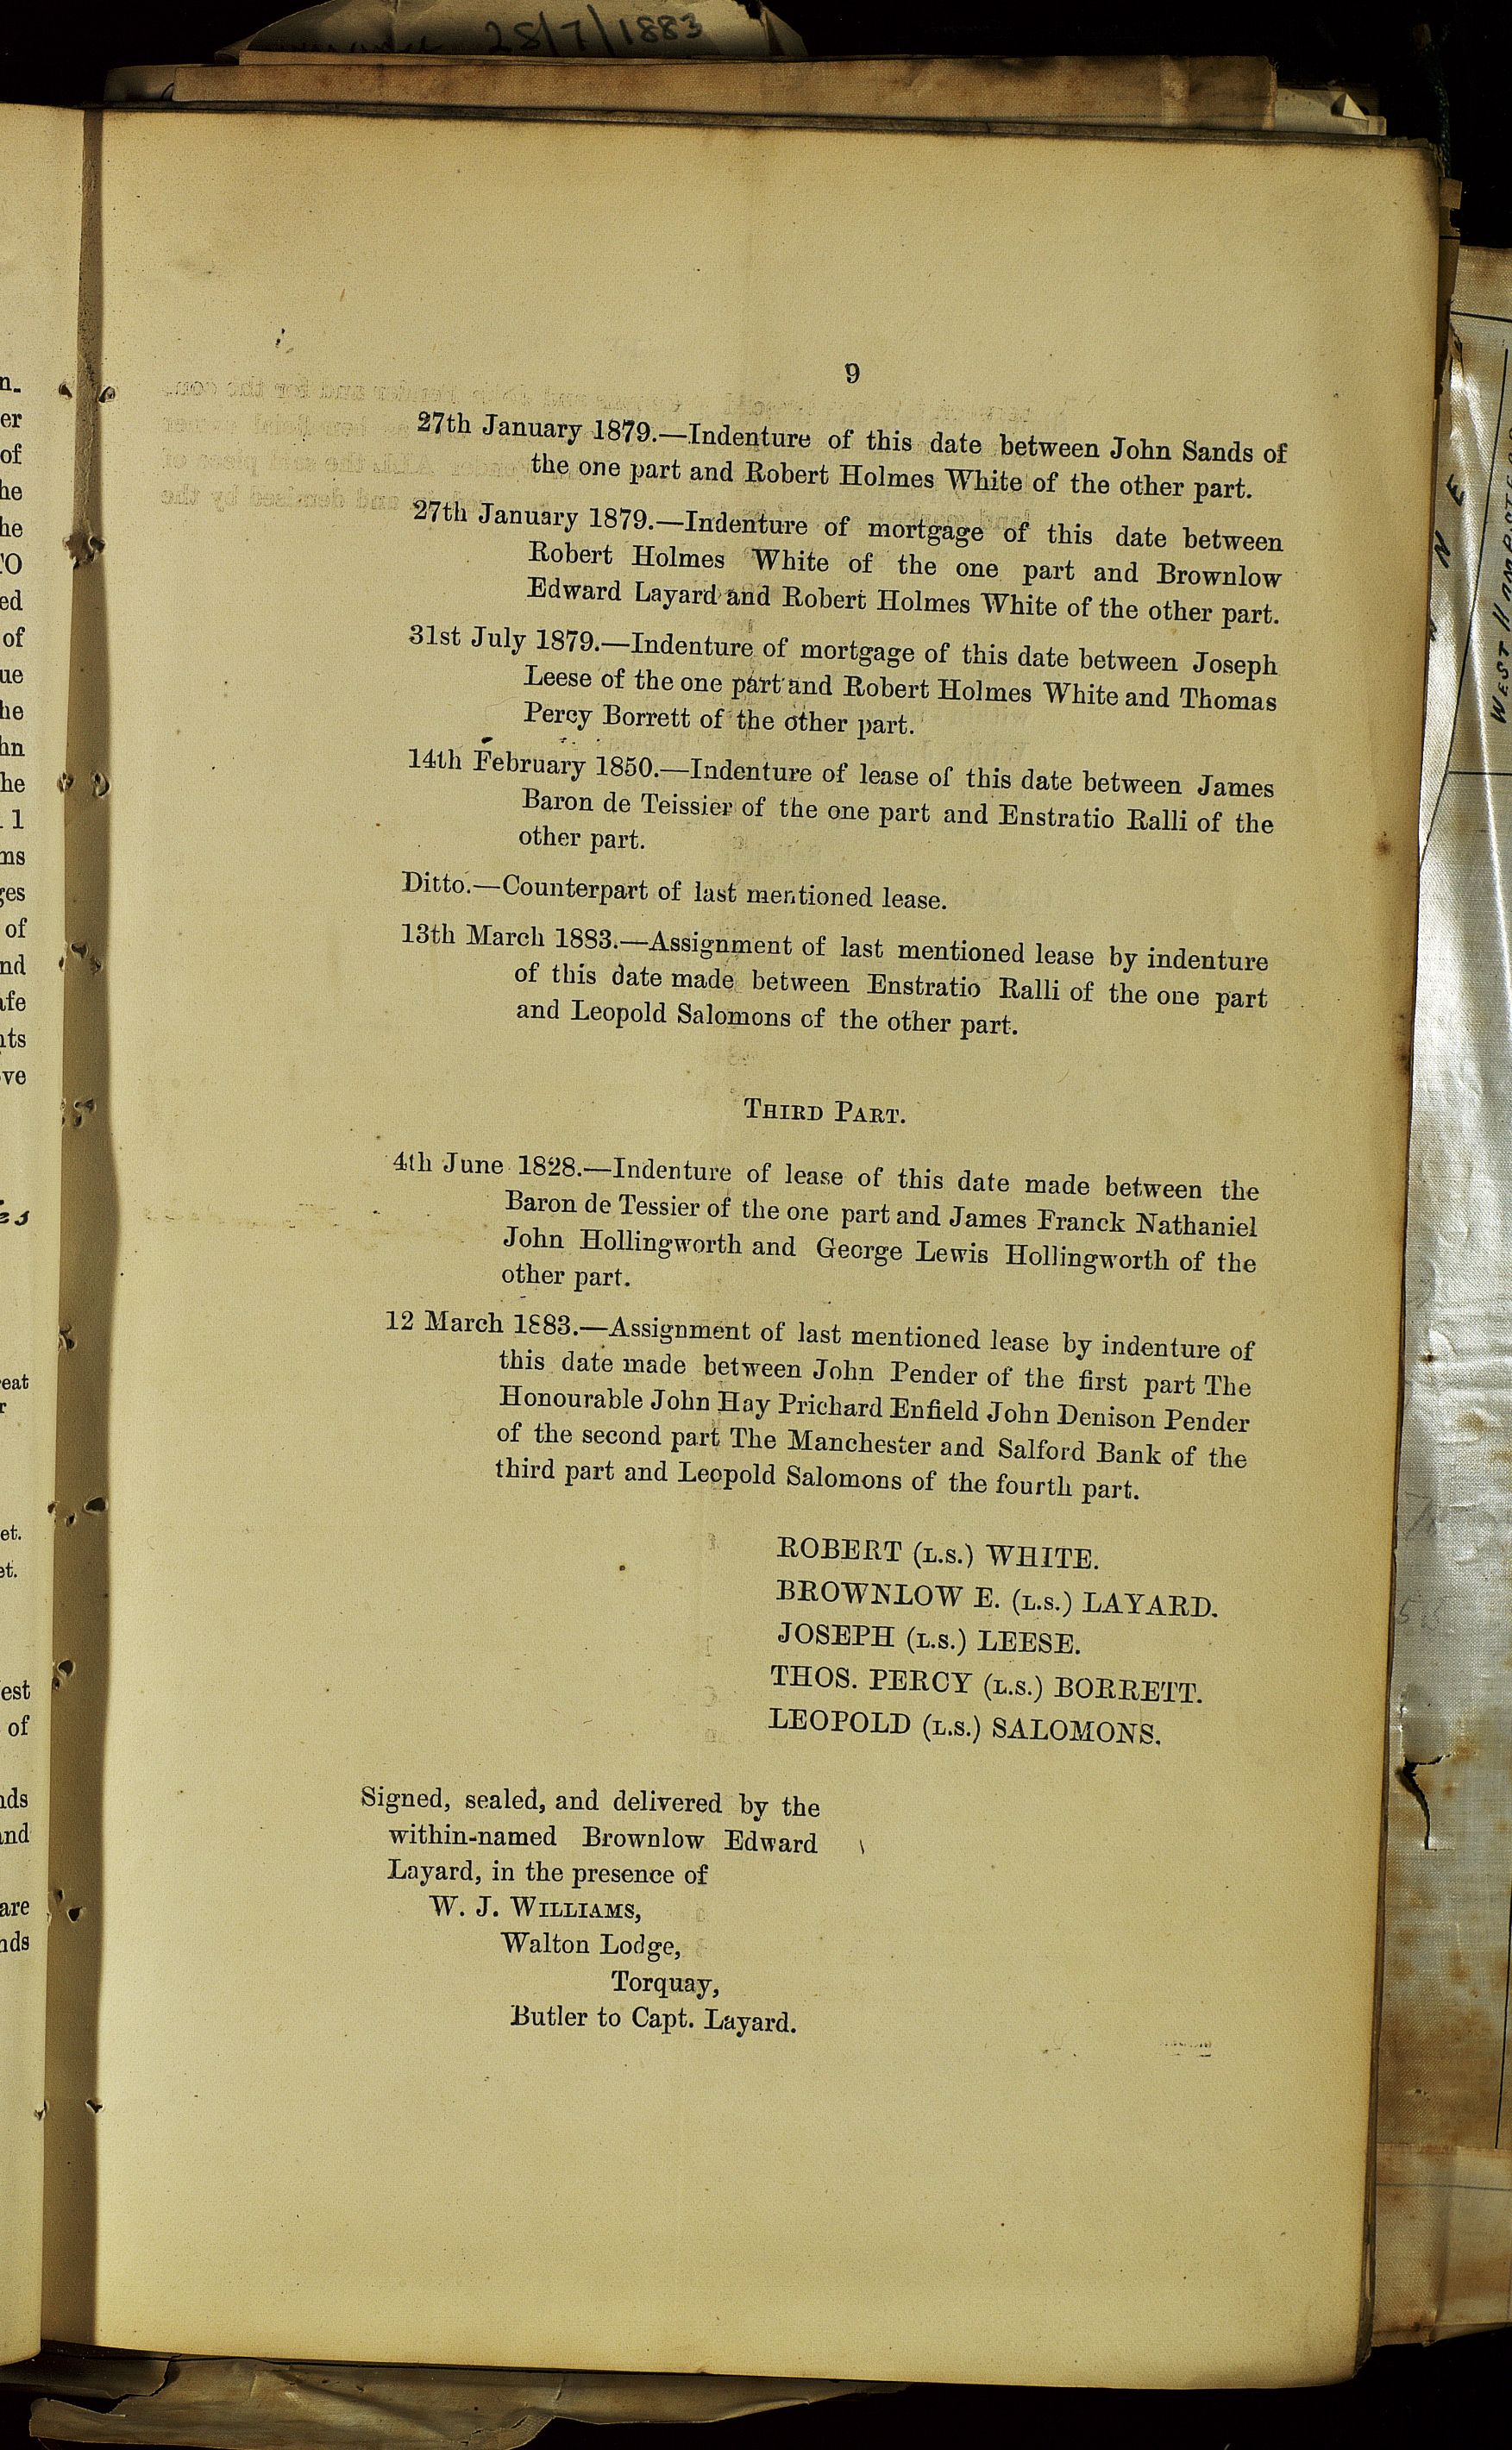 28/7/1883
9
27th January 1879.—Indenture of this date between John Sands of
the one part and Robert Holmes White of the other part.
27th January 1879.—Indenture of mortgage of this date between
Robert Holmes White of the one part and Brownlow
Edward Layard and Robert Holmes White of the other part.
31st July 1879.—Indenture of mortgage of this date between Joseph
Leese of the one part and Robert Holmes White and Thomas
Percy Borrett of the other part.
14th February 1850.—Indenture of lease of this date between James
Baron de Teissier of the one part and Enstratio Ralli of the
other part.
Ditto.—Counterpart of last mentioned lease.
13th March 1883.—Assignment of last mentioned lease by indenture
of this date made between Enstratio Ralli of the one part
and Leopold Salomons of the other part.
THIRD PART.
4th June 1828.—Indenture of lease of this date made between the
Baron de Tessier of the one part and James Franck Nathaniel
John Hollingworth and George Lewis Hollingworth of the
other part.
12 March 1883.—Assignment of last mentioned lease by indenture of
this date made between John Pender of the first part The
Honourable John Hay Prichard Enfield John Denison Pender
of the second part The Manchester and Salford Bank of the
third part and Leopold Salomons of the fourth part.
ROBERT (L.S.) WHITE.
BROWNLOW E. (L.S.) LAYARD.
JOSEPH (L.S.) LEESE.
THOS. PERCY (L.S.) BORRETT.
LEOPOLD (L.S.) SALOMONS.
Signed, sealed, and delivered by the
within-named Brownlow Edward
Layard, in the presence of
W. J. WILLIAMS,
Walton Lodge,
Torquay,
Butler to Capt. Layard.